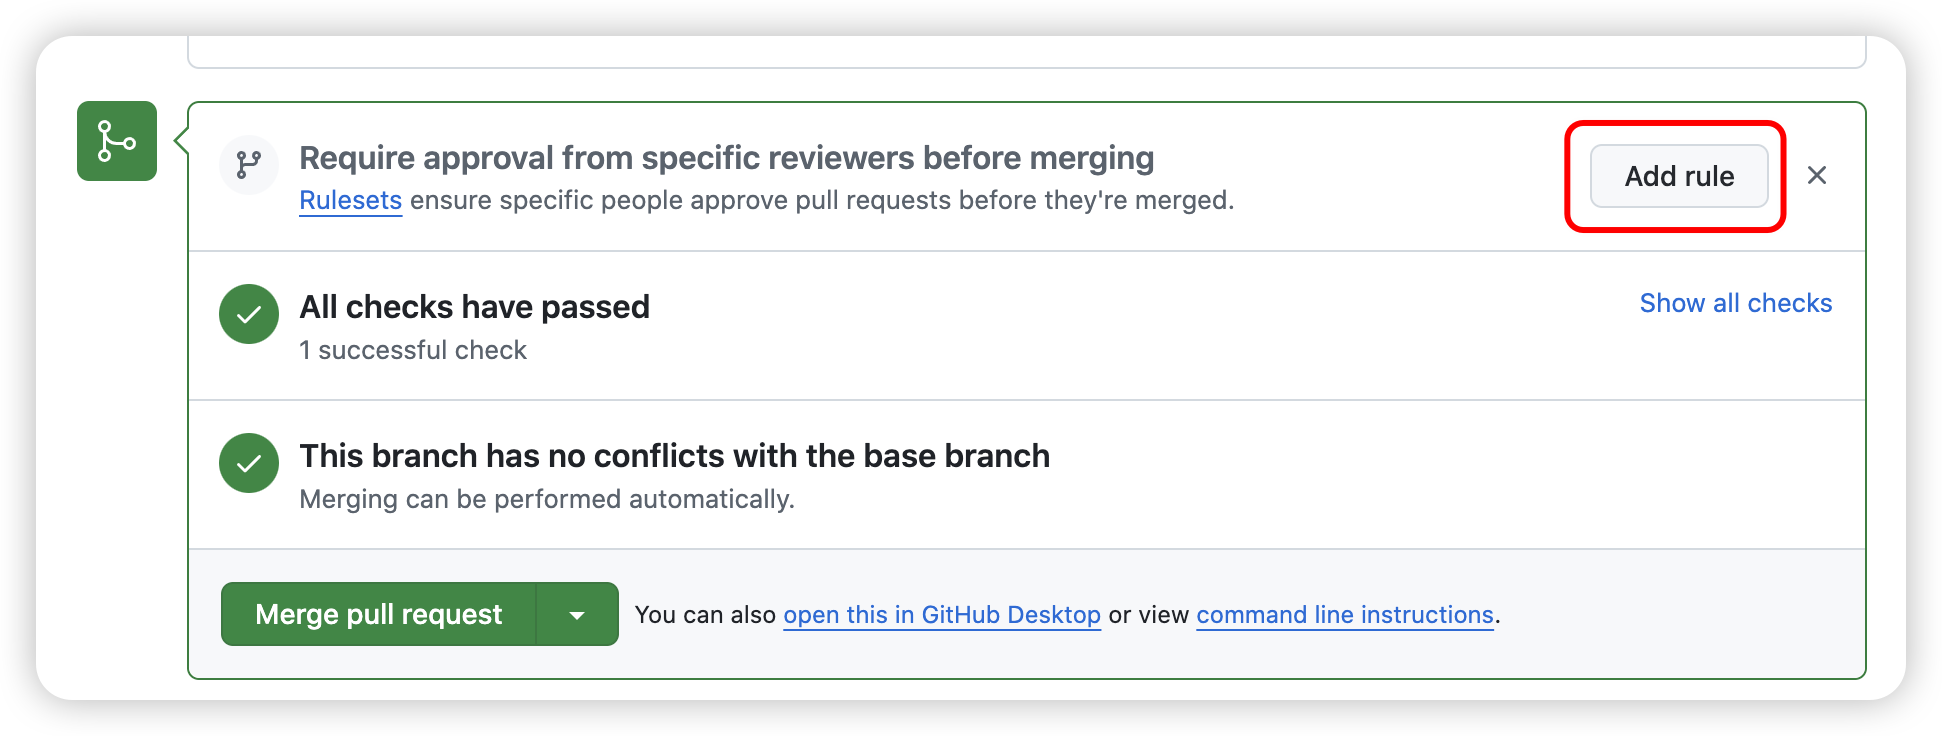 Require approval from specific reviewers before merging
Add rule
Rulesets ensure specific people approve pull requests before they're merged.
All checks have passed
Show all checks
1 successful check
This branch has no conflicts with the base branch
Merging can be performed automatically.
Merge pull request
You can also open this in GitHub Desktop or view command line instructions.